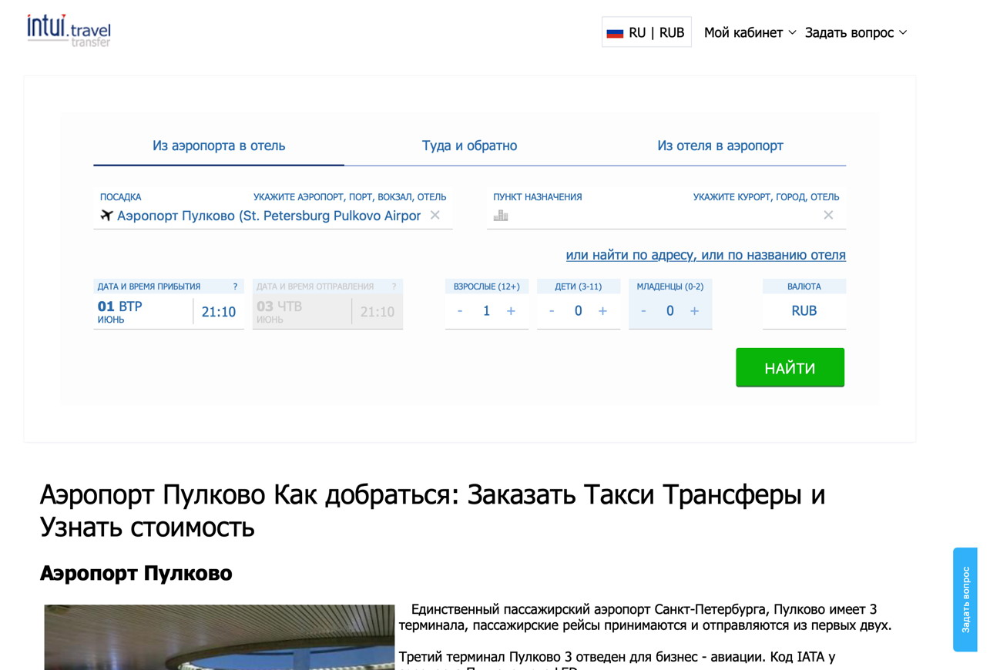 intui.travel
transfer
RU | RUB
Мой кабинет
Задать вопрос
Из аэропорта в отель
Туда и обратно
Из отеля в аэропорт
ПОСАДКА
УКАЖИТЕ АЭРОПОРТ, ПОРТ, ВОКЗАЛ, ОТЕЛЬ
Аэропорт Пулково (St. Petersburg Pulkovo Airpor
ПУНКТ НАЗНАЧЕНИЯ
УКАЖИТЕ КУРОРТ, ГОРОД, ОТЕЛЬ
или найти по адресу, или по названию отеля
ДАТА И ВРЕМЯ ПРИБЫТИЯ ?
01 ВТР
ИЮНЬ
21:10
ДАТА И ВРЕМЯ ОТПРАВЛЕНИЯ ?
03 ЧТВ
ИЮНЬ
21:10
ВЗРОСЛЫЕ (12+)
- 1 +
ДЕТИ (3-11)
- 0 +
МЛАДЕНЦЫ (0-2)
- 0 +
ВАЛЮТА
RUB
НАЙТИ
Аэропорт Пулково Как добраться: Заказать Такси Трансферы и
Узнать стоимость
Аэропорт Пулково
Единственный пассажирский аэропорт Санкт-Петербурга, Пулково имеет 3
терминала, пассажирские рейсы принимаются и отправляются из первых двух.
Третий терминал Пулково 3 отведен для бизнес - авиации. Код IATA у
Задать вопрос